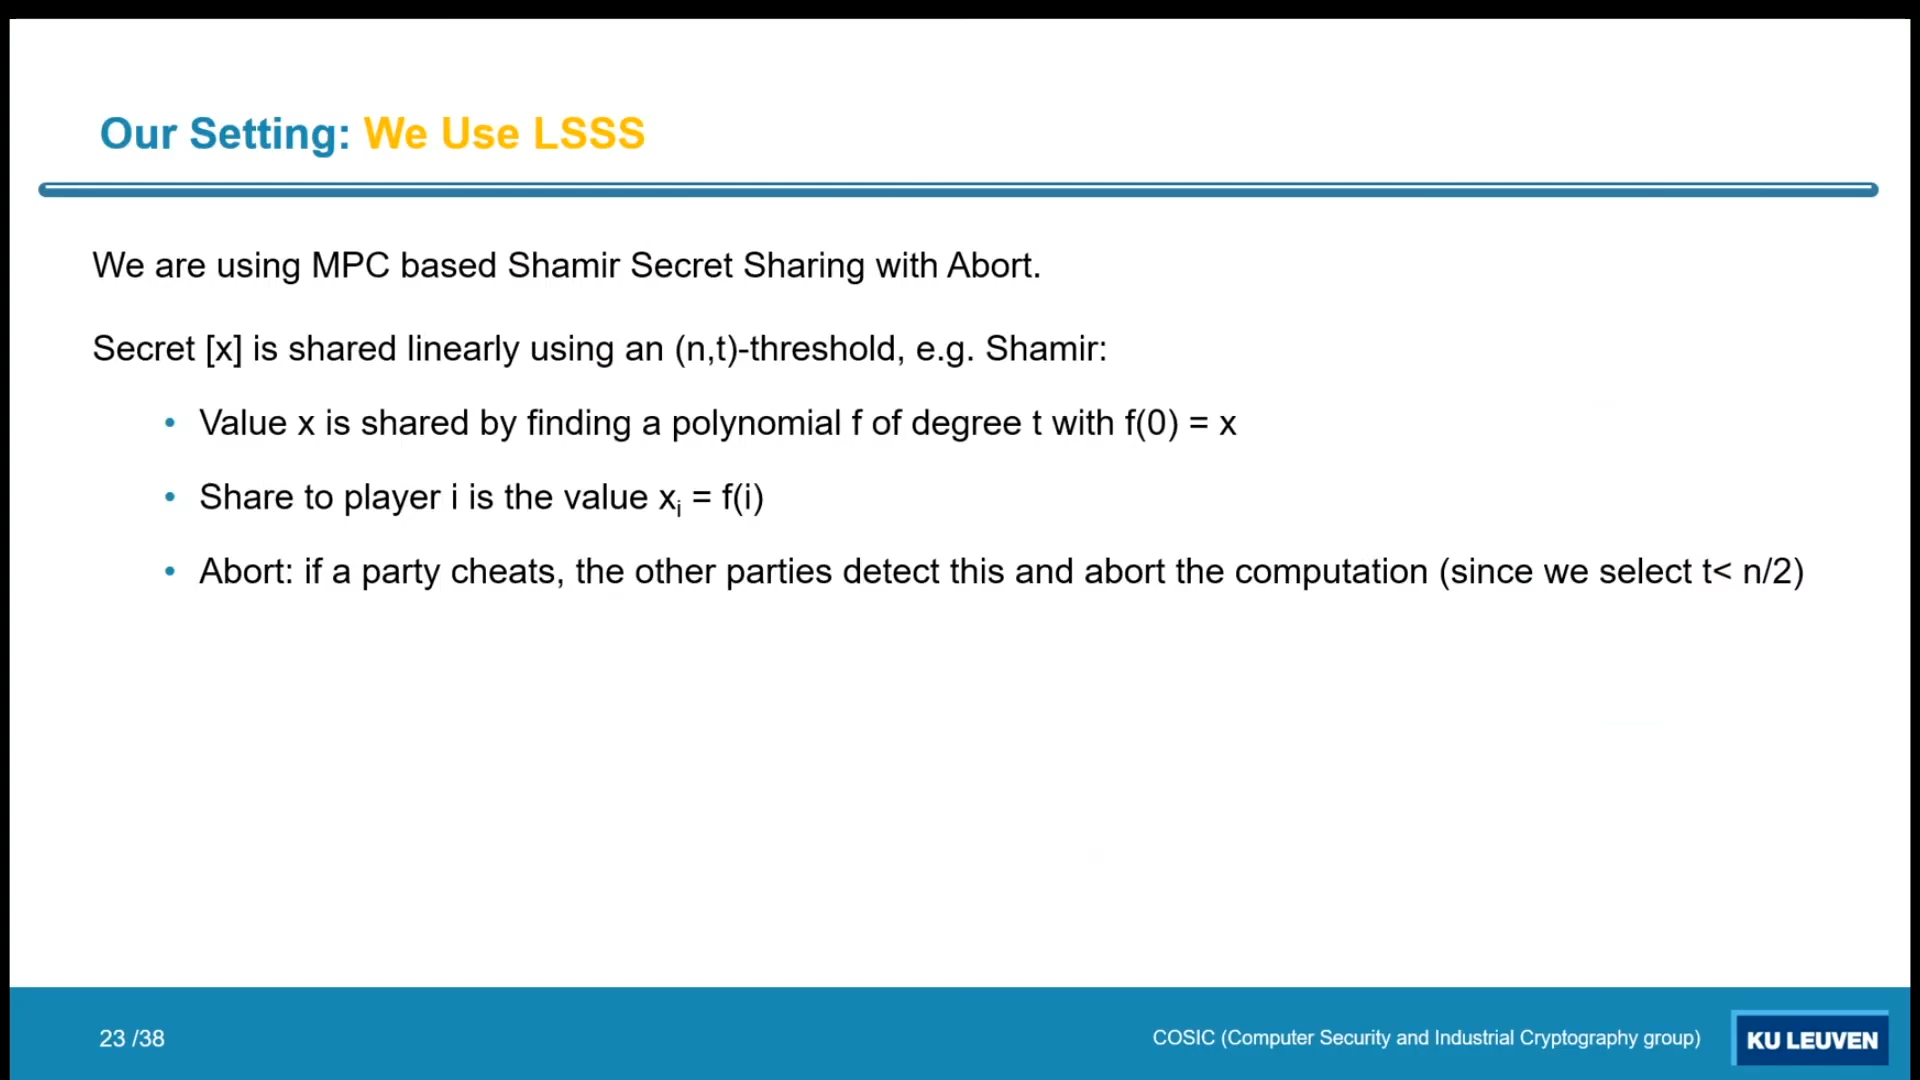 Our Setting: We Use LSSS
We are using MPC based Shamir Secret Sharing with Abort.
Secret [x] is shared linearly using an (n,t)-threshold, e.g. Shamir:
• Value x is shared by finding a polynomial f of degree t with f(0) = x
• Share to player i is the value xᵢ = f(i)
• Abort: if a party cheats, the other parties detect this and abort the computation (since we select t< n/2)
23 /38
COSIC (Computer Security and Industrial Cryptography group)
KU LEUVEN